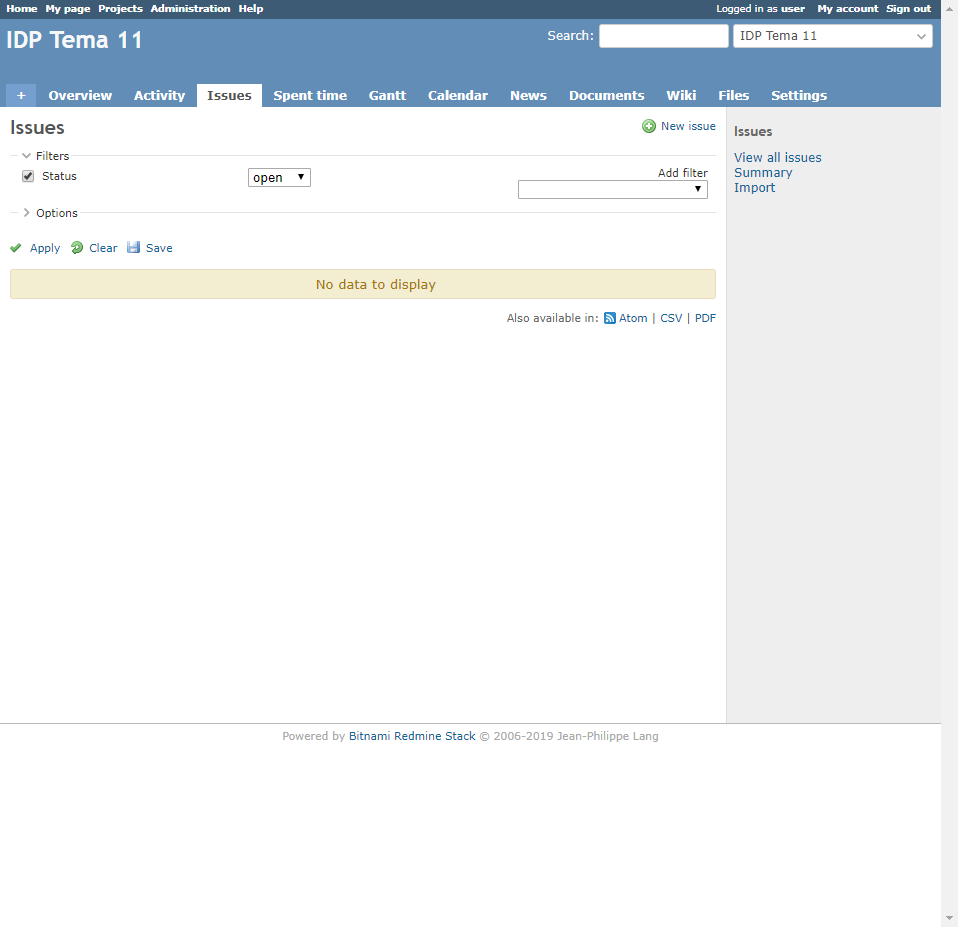 Home My page Projects Administration Help Logged in as user My account Sign out
IDP Tema 11 Search: IDP Tema 11
+ Overview Activity Issues Spent time Gantt Calendar News Documents Wiki Files Settings
Issues New issue
Filters
Status open Add filter
Options
Apply Clear Save
No data to display
Also available in: Atom | CSV | PDF
Issues
View all issues
Summary
Import
Powered by Bitnami Redmine Stack © 2006-2019 Jean-Philippe Lang